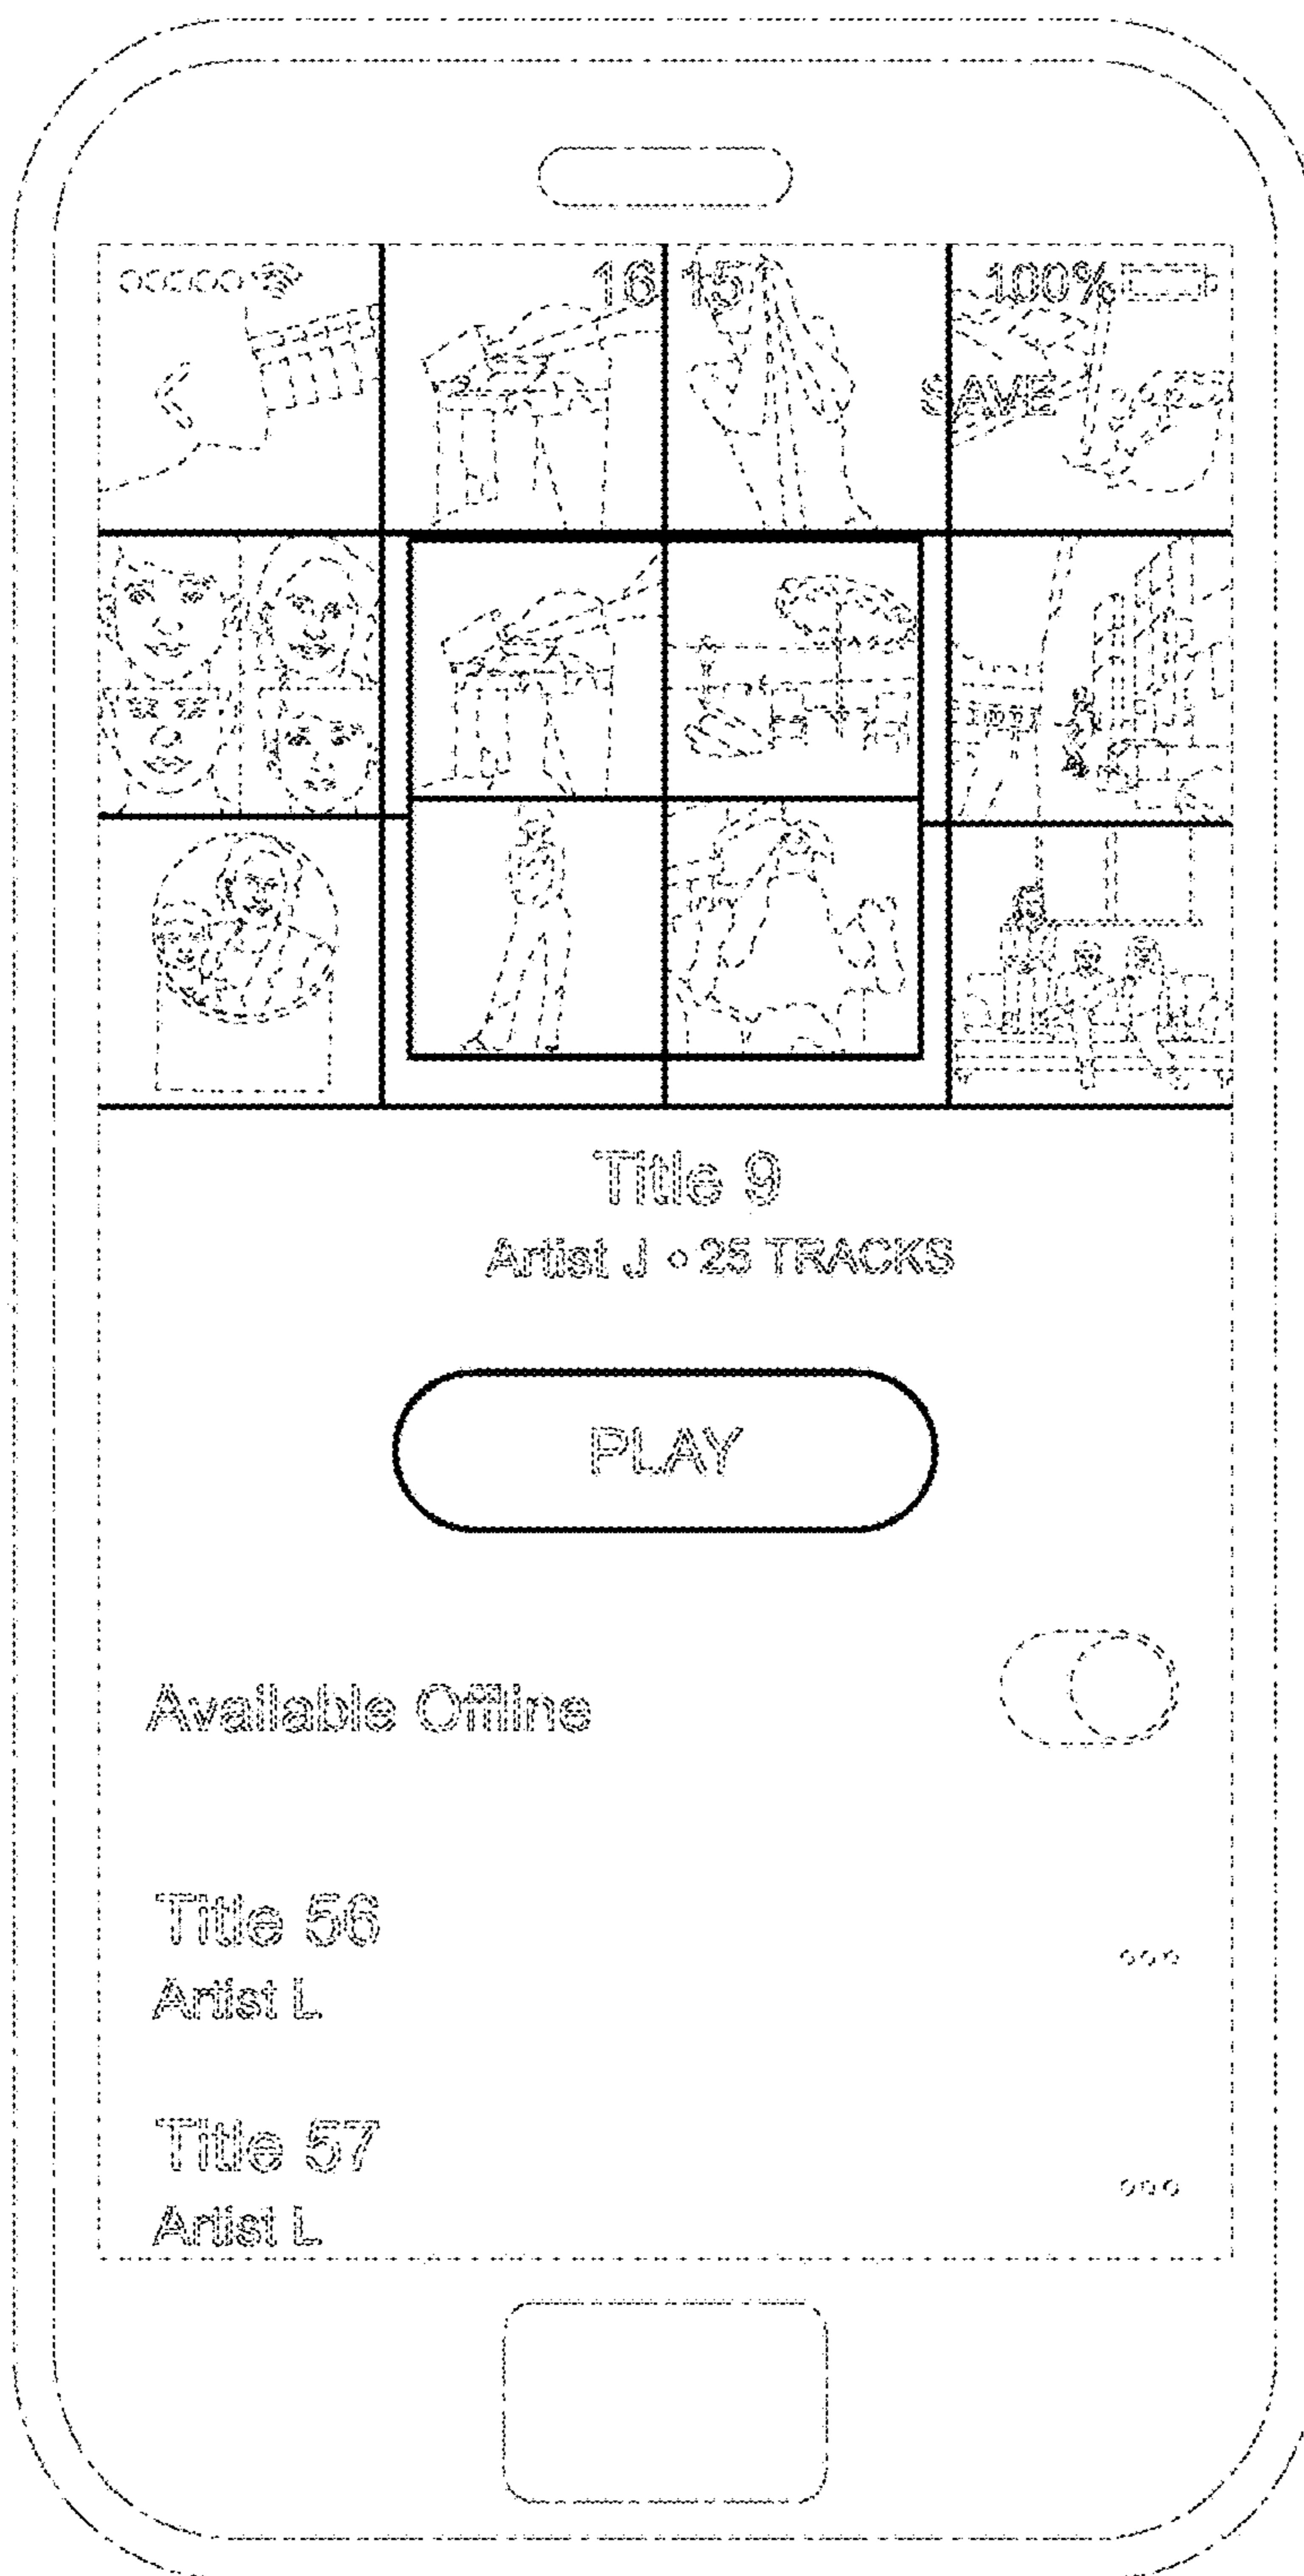 16 15 100%
SAVE
Title 9
Artist J • 25 TRACKS
PLAY
Available Offline
Title 56
Artist L
Title 57
Artist L